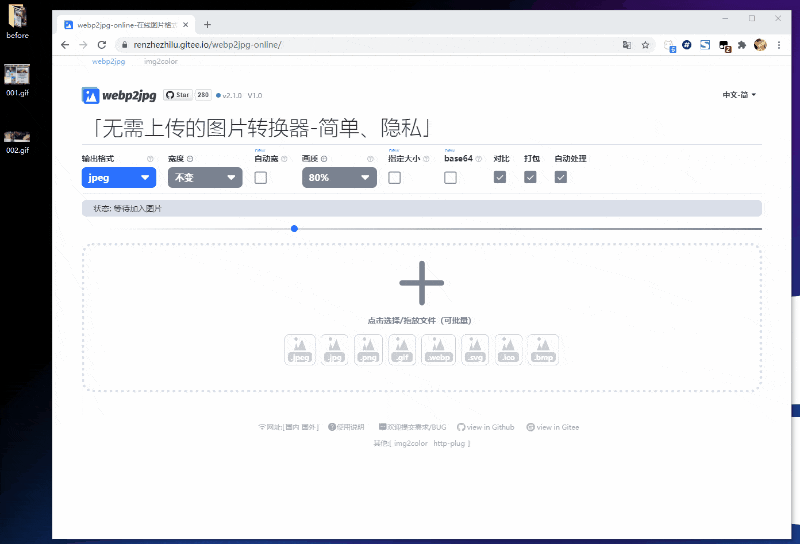 before
001.gif
002.gif
webp2jpg-online-在线图片格式
renzhezhilu.gitee.io/webp2jpg-online/
webp2jpg img2color
webp2jpg Star 280 v2.1.0 V1.0 中文-简
「无需上传的图片转换器-简单、隐私」
输出格式 宽度 自动宽 画质 指定大小 base64 对比 打包 自动处理
jpeg 不变 80%
状态: 等待加入图片
点击选择/拖放文件（可批量）
.jpeg .jpg .png .gif .webp .svg .ico .bmp
网址:[ 国内 国外 ] 使用说明 欢迎提交需求/BUG view in Github view in Gitee
其他:[ img2color http-plug ]